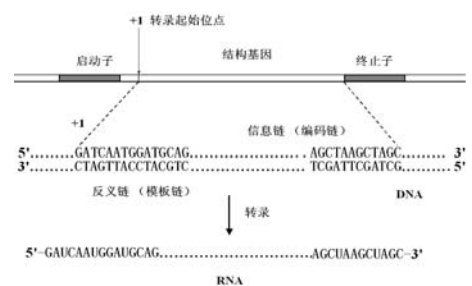 +1 转录起始位点
启动子 结构基因 终止子
+1 信息链 (编码链)
5'........GATCAATGGATGCAG........................ AGCTAAGCTAGC........... 3'
3'........CTAGTTACCTACGTC........................ TCGATTCGATCG........... 5'
反义链 (模板链) DNA
转录
5'-GAUCAAUGGAUGCAG........................AGCUAAGCUAGC-3'
RNA